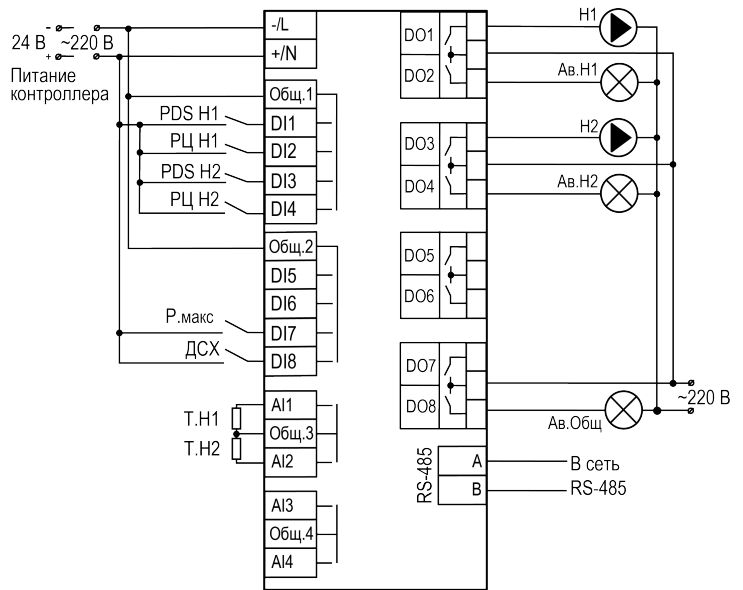 24 В ~220 В
- +
Питание
контроллера
-/L
+/N
Общ.1
PDS Н1
DI1
РЦ Н1
DI2
PDS Н2
DI3
РЦ Н2
DI4
Общ.2
DI5
DI6
Р.макс
DI7
ДСХ
DI8
Т.Н1
AI1
Общ.3
Т.Н2
AI2
AI3
Общ.4
AI4
DO1
Н1
DO2
Ав.Н1
DO3
Н2
DO4
Ав.Н2
DO5
DO6
DO7
DO8
~220 В
Ав.Общ
RS-485
A
B
В сеть
RS-485